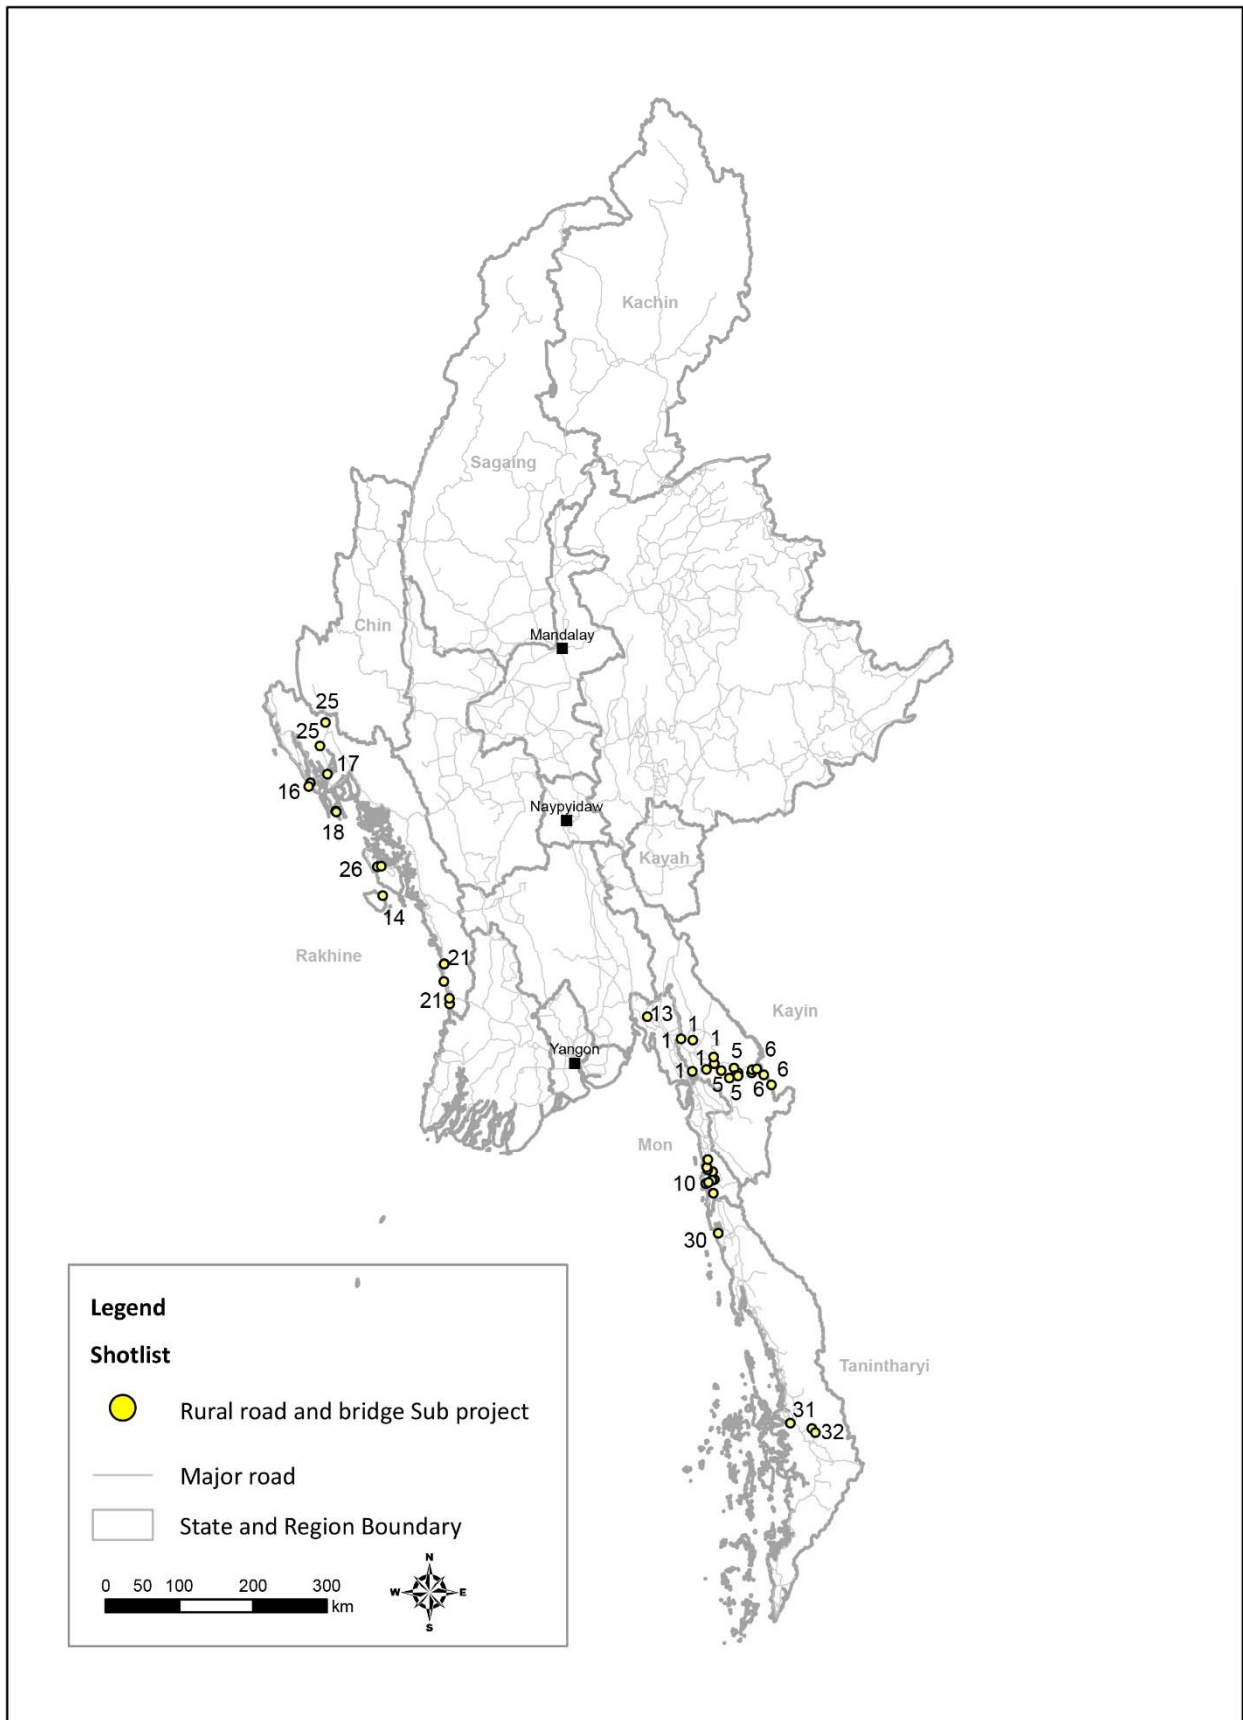 Kachin
Sagaing
Chin
Mandalay
25
25
17
16
18
Naypyidaw
Kayah
26
14
Rakhine
21
21
Kayin
13
1
1
1
1
1
5
5
5
6
6
6
Yangon
Mon
10
30
Tanintharyi
31
32
Legend
Shotlist
Rural road and bridge Sub project
Major road
State and Region Boundary
0 50 100 200 300
km
N
W E
S